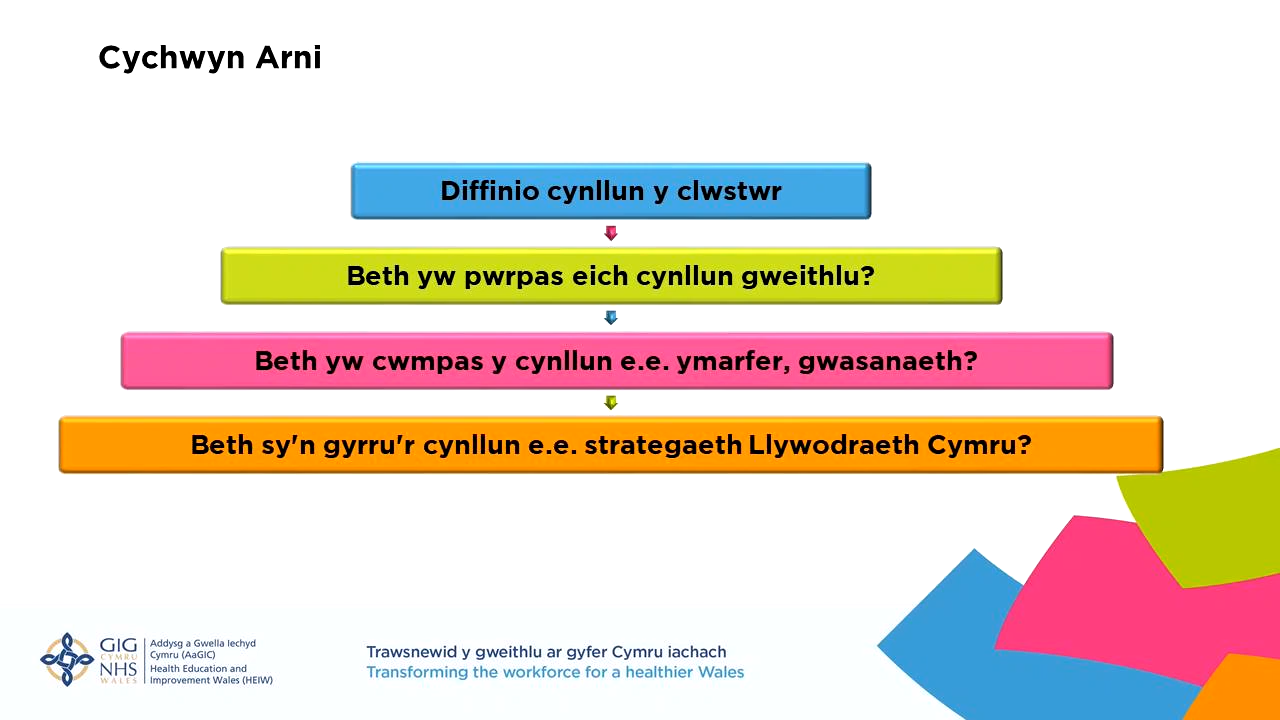 Cychwyn Arni
Diffinio cynllun y clwstwr
Beth yw pwrpas eich cynllun gweithlu?
Beth yw cwmpas y cynllun e.e. ymarfer, gwasanaeth?
Beth sy'n gyrru'r cynllun e.e. strategaeth Llywodraeth Cymru?
GIG
CYMRU
NHS
WALES
Addysg a Gwella Iechyd
Cymru (AaGIC)
Health Education and
Improvement Wales (HEIW)
Trawsnewid y gweithlu ar gyfer Cymru iachach
Transforming the workforce for a healthier Wales